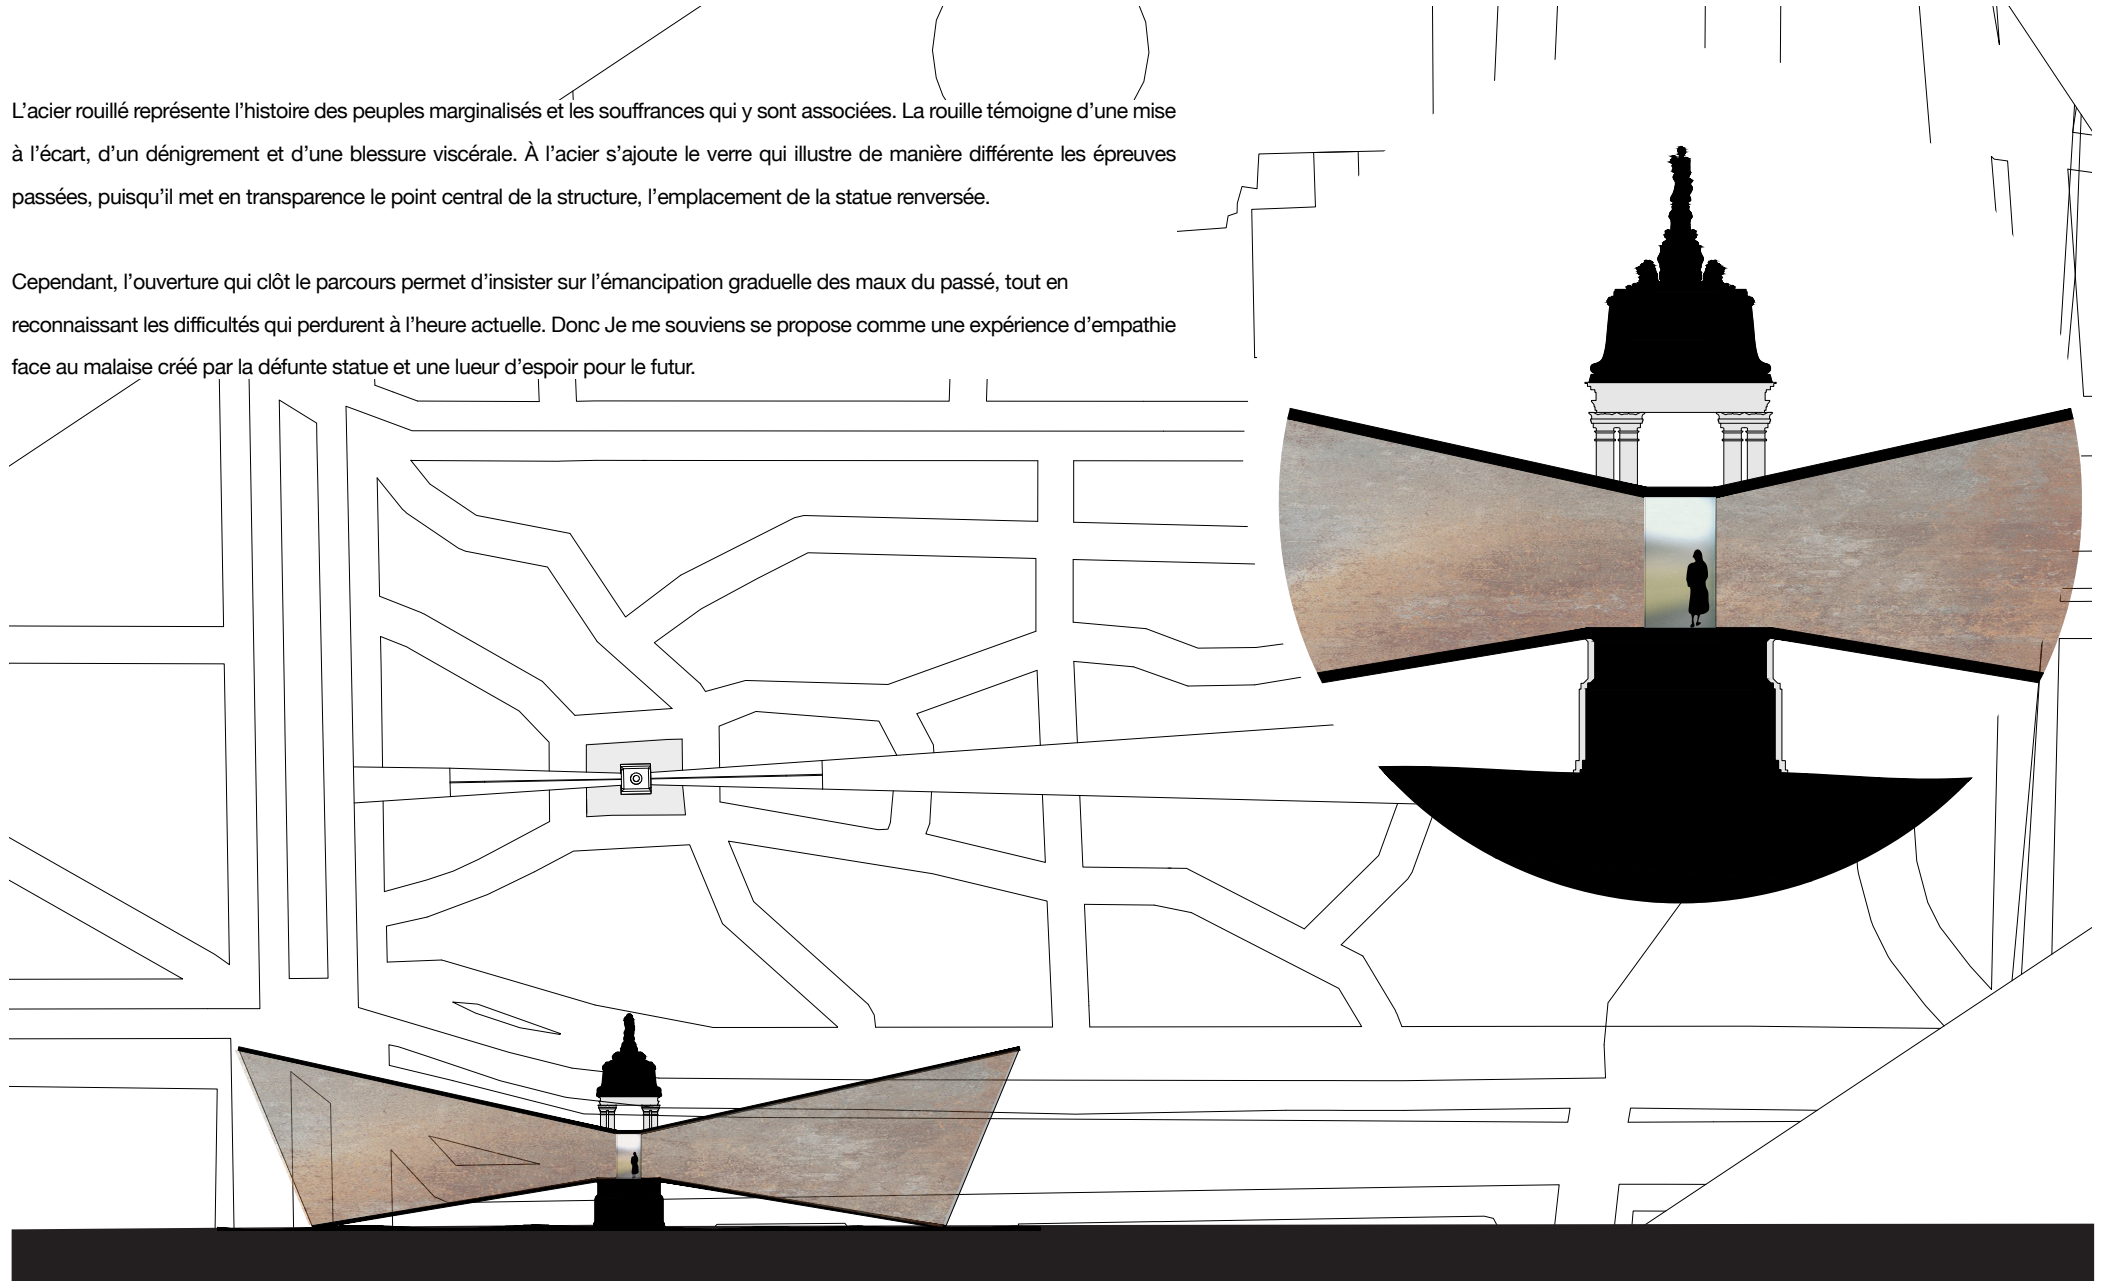 L’acier rouillé représente l’histoire des peuples marginalisés et les souffrances qui y sont associées. La rouille témoigne d’une mise
à l’écart, d’un dénigrement et d’une blessure viscérale. À l’acier s’ajoute le verre qui illustre de manière différente les épreuves
passées, puisqu’il met en transparence le point central de la structure, l’emplacement de la statue renversée.
Cependant, l’ouverture qui clôt le parcours permet d’insister sur l’émancipation graduelle des maux du passé, tout en
reconnaissant les difficultés qui perdurent à l’heure actuelle. Donc Je me souviens se propose comme une expérience d’empathie
face au malaise créé par la défunte statue et une lueur d’espoir pour le futur.